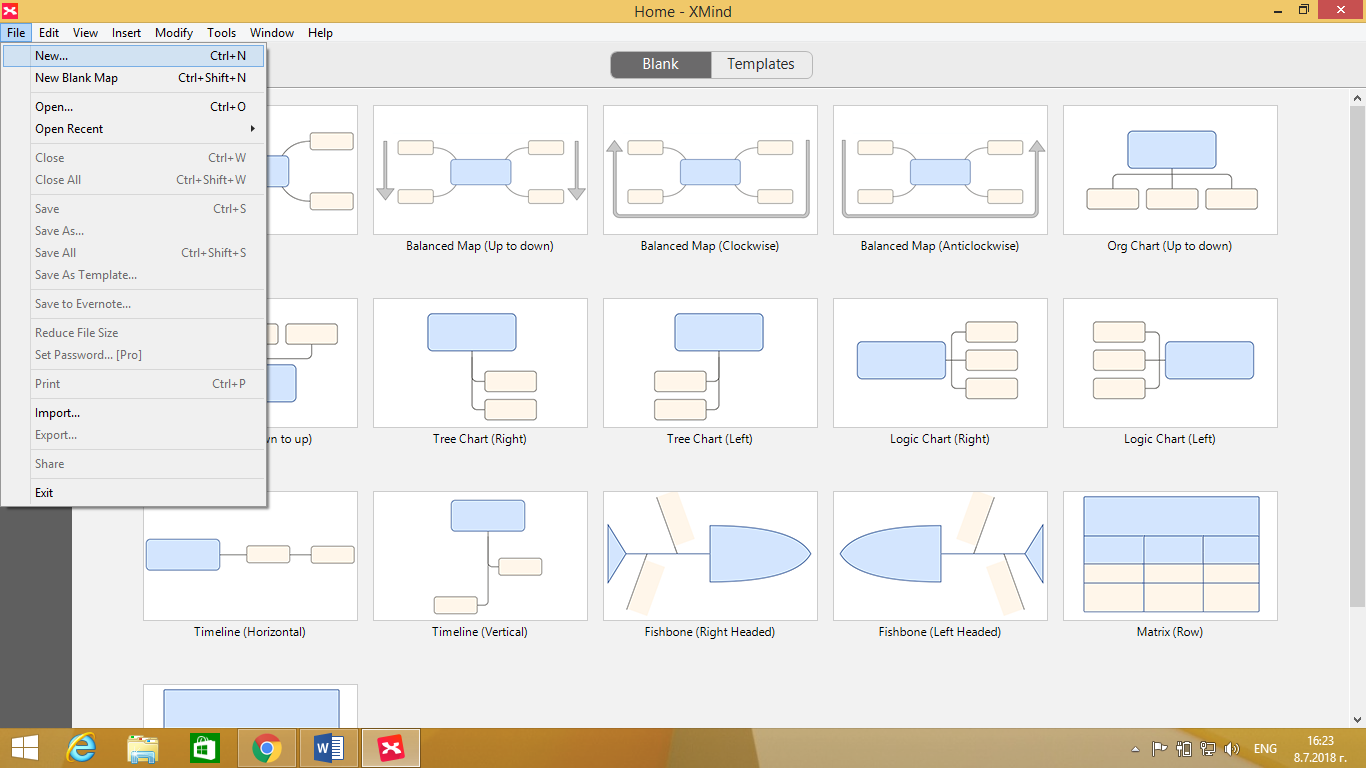 Home - XMind
File Edit View Insert Modify Tools Window Help
New... Ctrl+N
New Blank Map Ctrl+Shift+N
Open... Ctrl+O
Open Recent
Close Ctrl+W
Close All Ctrl+Shift+W
Save Ctrl+S
Save As...
Save All Ctrl+Shift+S
Save As Template...
Save to Evernote...
Reduce File Size
Set Password... [Pro]
Print Ctrl+P
Import...
Export...
Share
Exit
Blank Templates
Balanced Map (Up to down) Balanced Map (Clockwise) Balanced Map (Anticlockwise) Org Chart (Up to down)
to up) Tree Chart (Right) Tree Chart (Left) Logic Chart (Right) Logic Chart (Left)
Timeline (Horizontal) Timeline (Vertical) Fishbone (Right Headed) Fishbone (Left Headed) Matrix (Row)
ENG 16:23
8.7.2018 г.